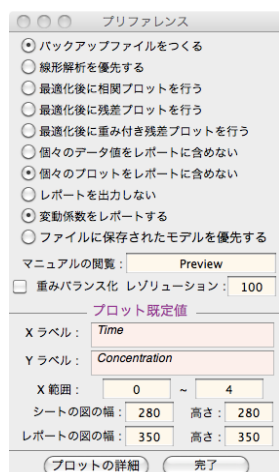 プリファレンス
バックアップファイルをつくる
線形解析を優先する
最適化後に相関プロットを行う
最適化後に残差プロットを行う
最適化後に重み付き残差プロットを行う
個々のデータ値をレポートに含めない
個々のプロットをレポートに含めない
レポートを出力しない
変動係数をレポートする
ファイルに保存されたモデルを優先する
マニュアルの閲覧： Preview
重みバランス化 レゾリューション： 100
プロット既定値
X ラベル： Time
Y ラベル： Concentration
X 範囲： 0 ~ 4
シートの図の幅： 280 高さ： 280
レポートの図の幅： 350 高さ： 350
プロットの詳細 完了